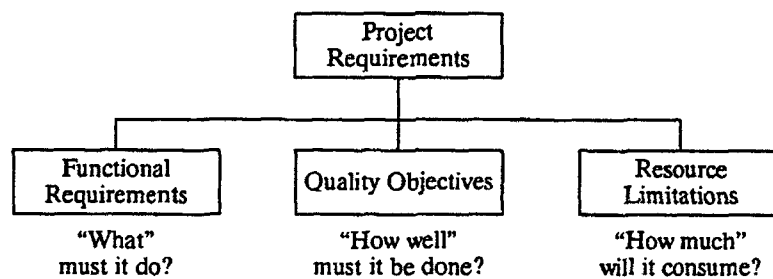 Project
Requirements
Functional
Requirements
Quality Objectives
Resource
Limitations
“What”
must it do?
“How well”
must it be done?
“How much”
will it consume?